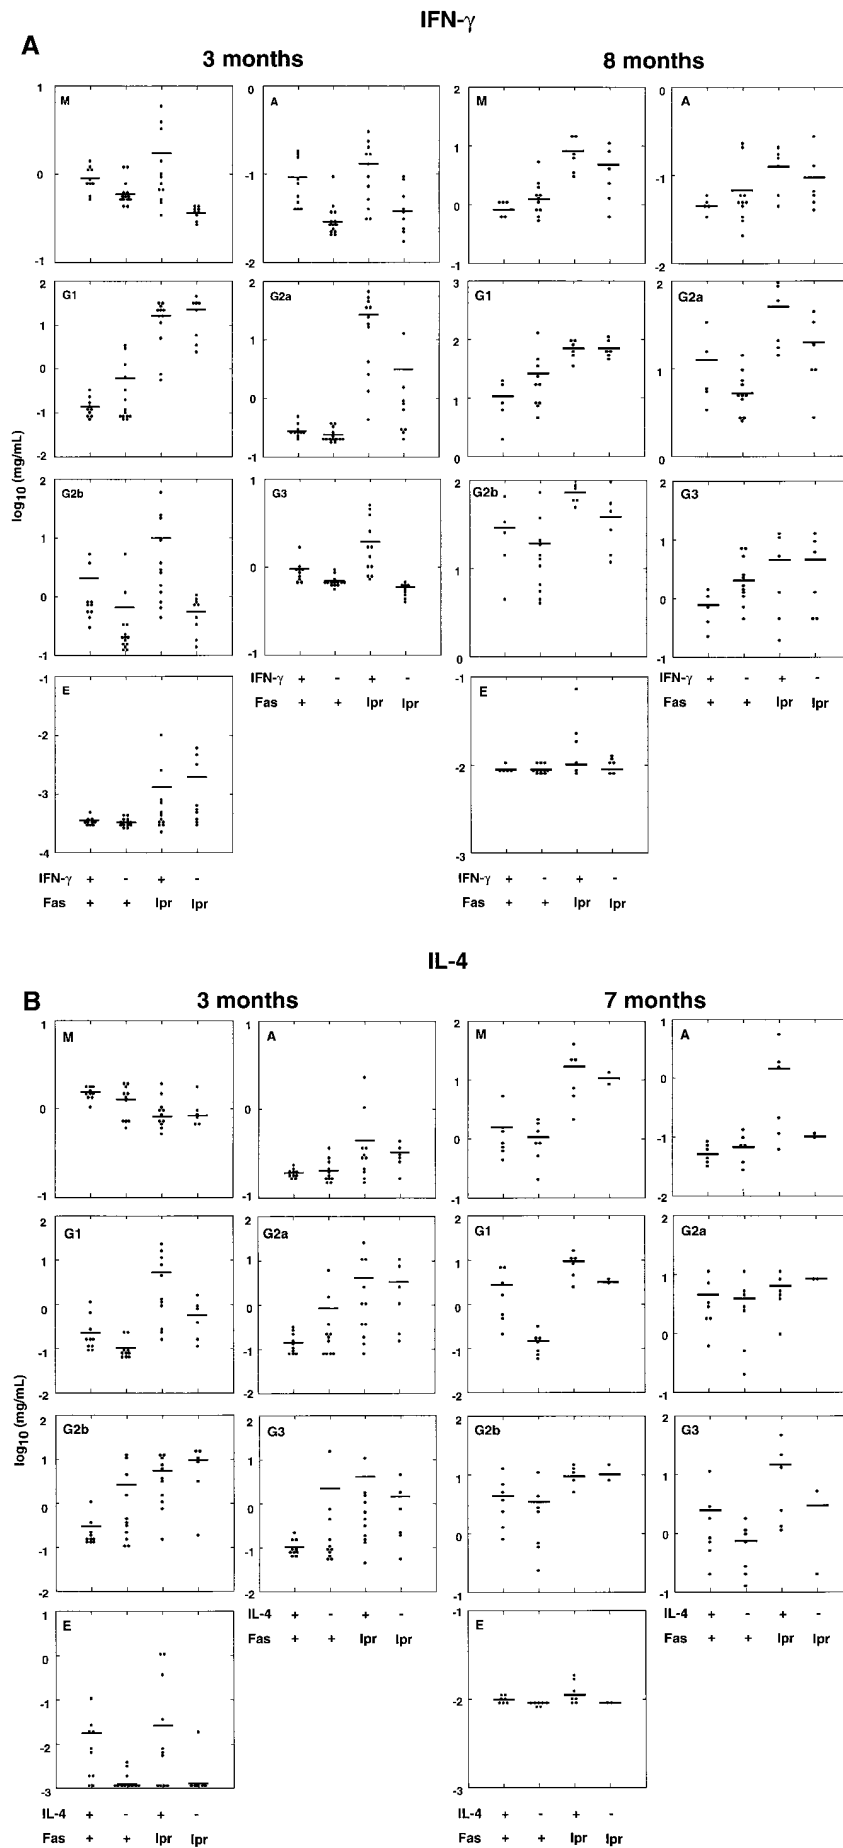 IFN-γ
A
3 months
8 months
M
1
0
-1
A
-0
-1
-2
M
2
1
0
-1
A
0
-1
-2
G1
2
1
0
-1
-2
G2a
2
1
0
-1
G1
3
2
1
0
G2a
2
1
0
log10 (mg/mL)
G2b
2
1
0
-1
G3
1
0
-1
IFN-γ + - + -
Fas + + lpr lpr
G2b
2
1
0
G3
2
1
0
-1
IFN-γ + - + -
Fas + + lpr lpr
E
-1
-2
-3
-4
IFN-γ + - + -
Fas + + lpr lpr
E
-1
-2
-3
IFN-γ + - + -
Fas + + lpr lpr
IL-4
B
3 months
7 months
M
1
0
-1
A
1
0
-1
M
2
1
0
-1
A
1
0
-1
-2
G1
2
1
0
-1
-2
G2a
2
1
0
-1
-2
G1
2
1
0
-1
-2
G2a
2
1
0
-1
log10 (mg/mL)
G2b
2
1
0
-1
-2
G3
2
1
0
-1
-2
IL-4 + - + -
Fas + + lpr lpr
G2b
2
1
0
-1
G3
2
1
0
-1
IL-4 + - + -
Fas + + lpr lpr
E
1
0
-1
-2
-3
IL-4 + - + -
Fas + + lpr lpr
E
-1
-2
-3
IL-4 + - + -
Fas + + lpr lpr